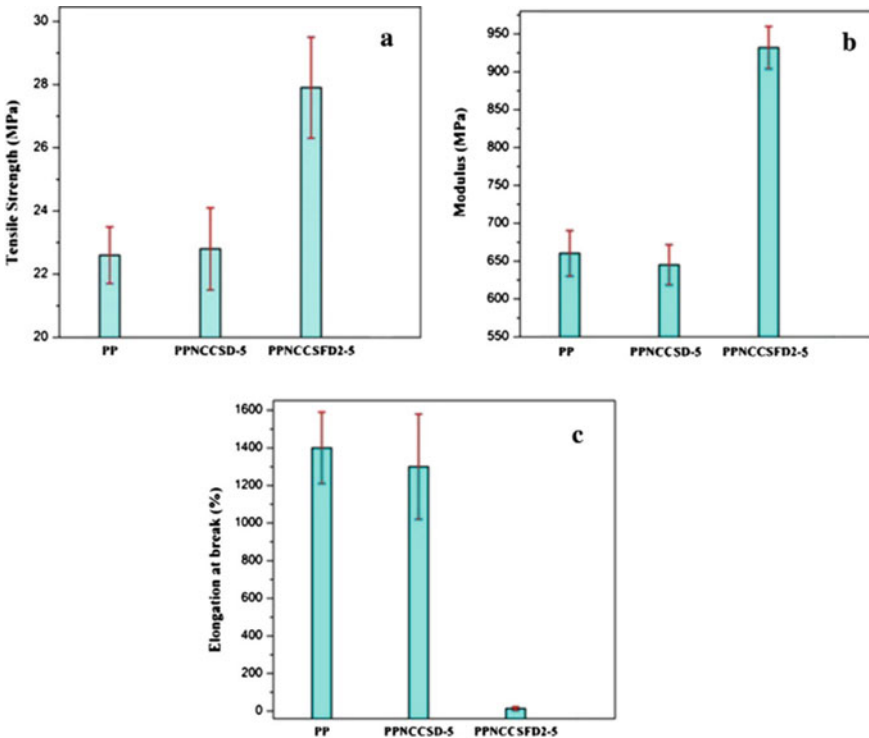 a
Tensile Strength (MPa)
30
28
26
24
22
20
PP PPNCCSD-5 PPNCCSFD2-5
b
Modulus (MPa)
950
900
850
800
750
700
650
600
550
PP PPNCCSD-5 PPNCCSFD2-5
c
Elongation at break (%)
1600
1400
1200
1000
800
600
400
200
0
PP PPNCCSD-5 PPNCCSFD2-5